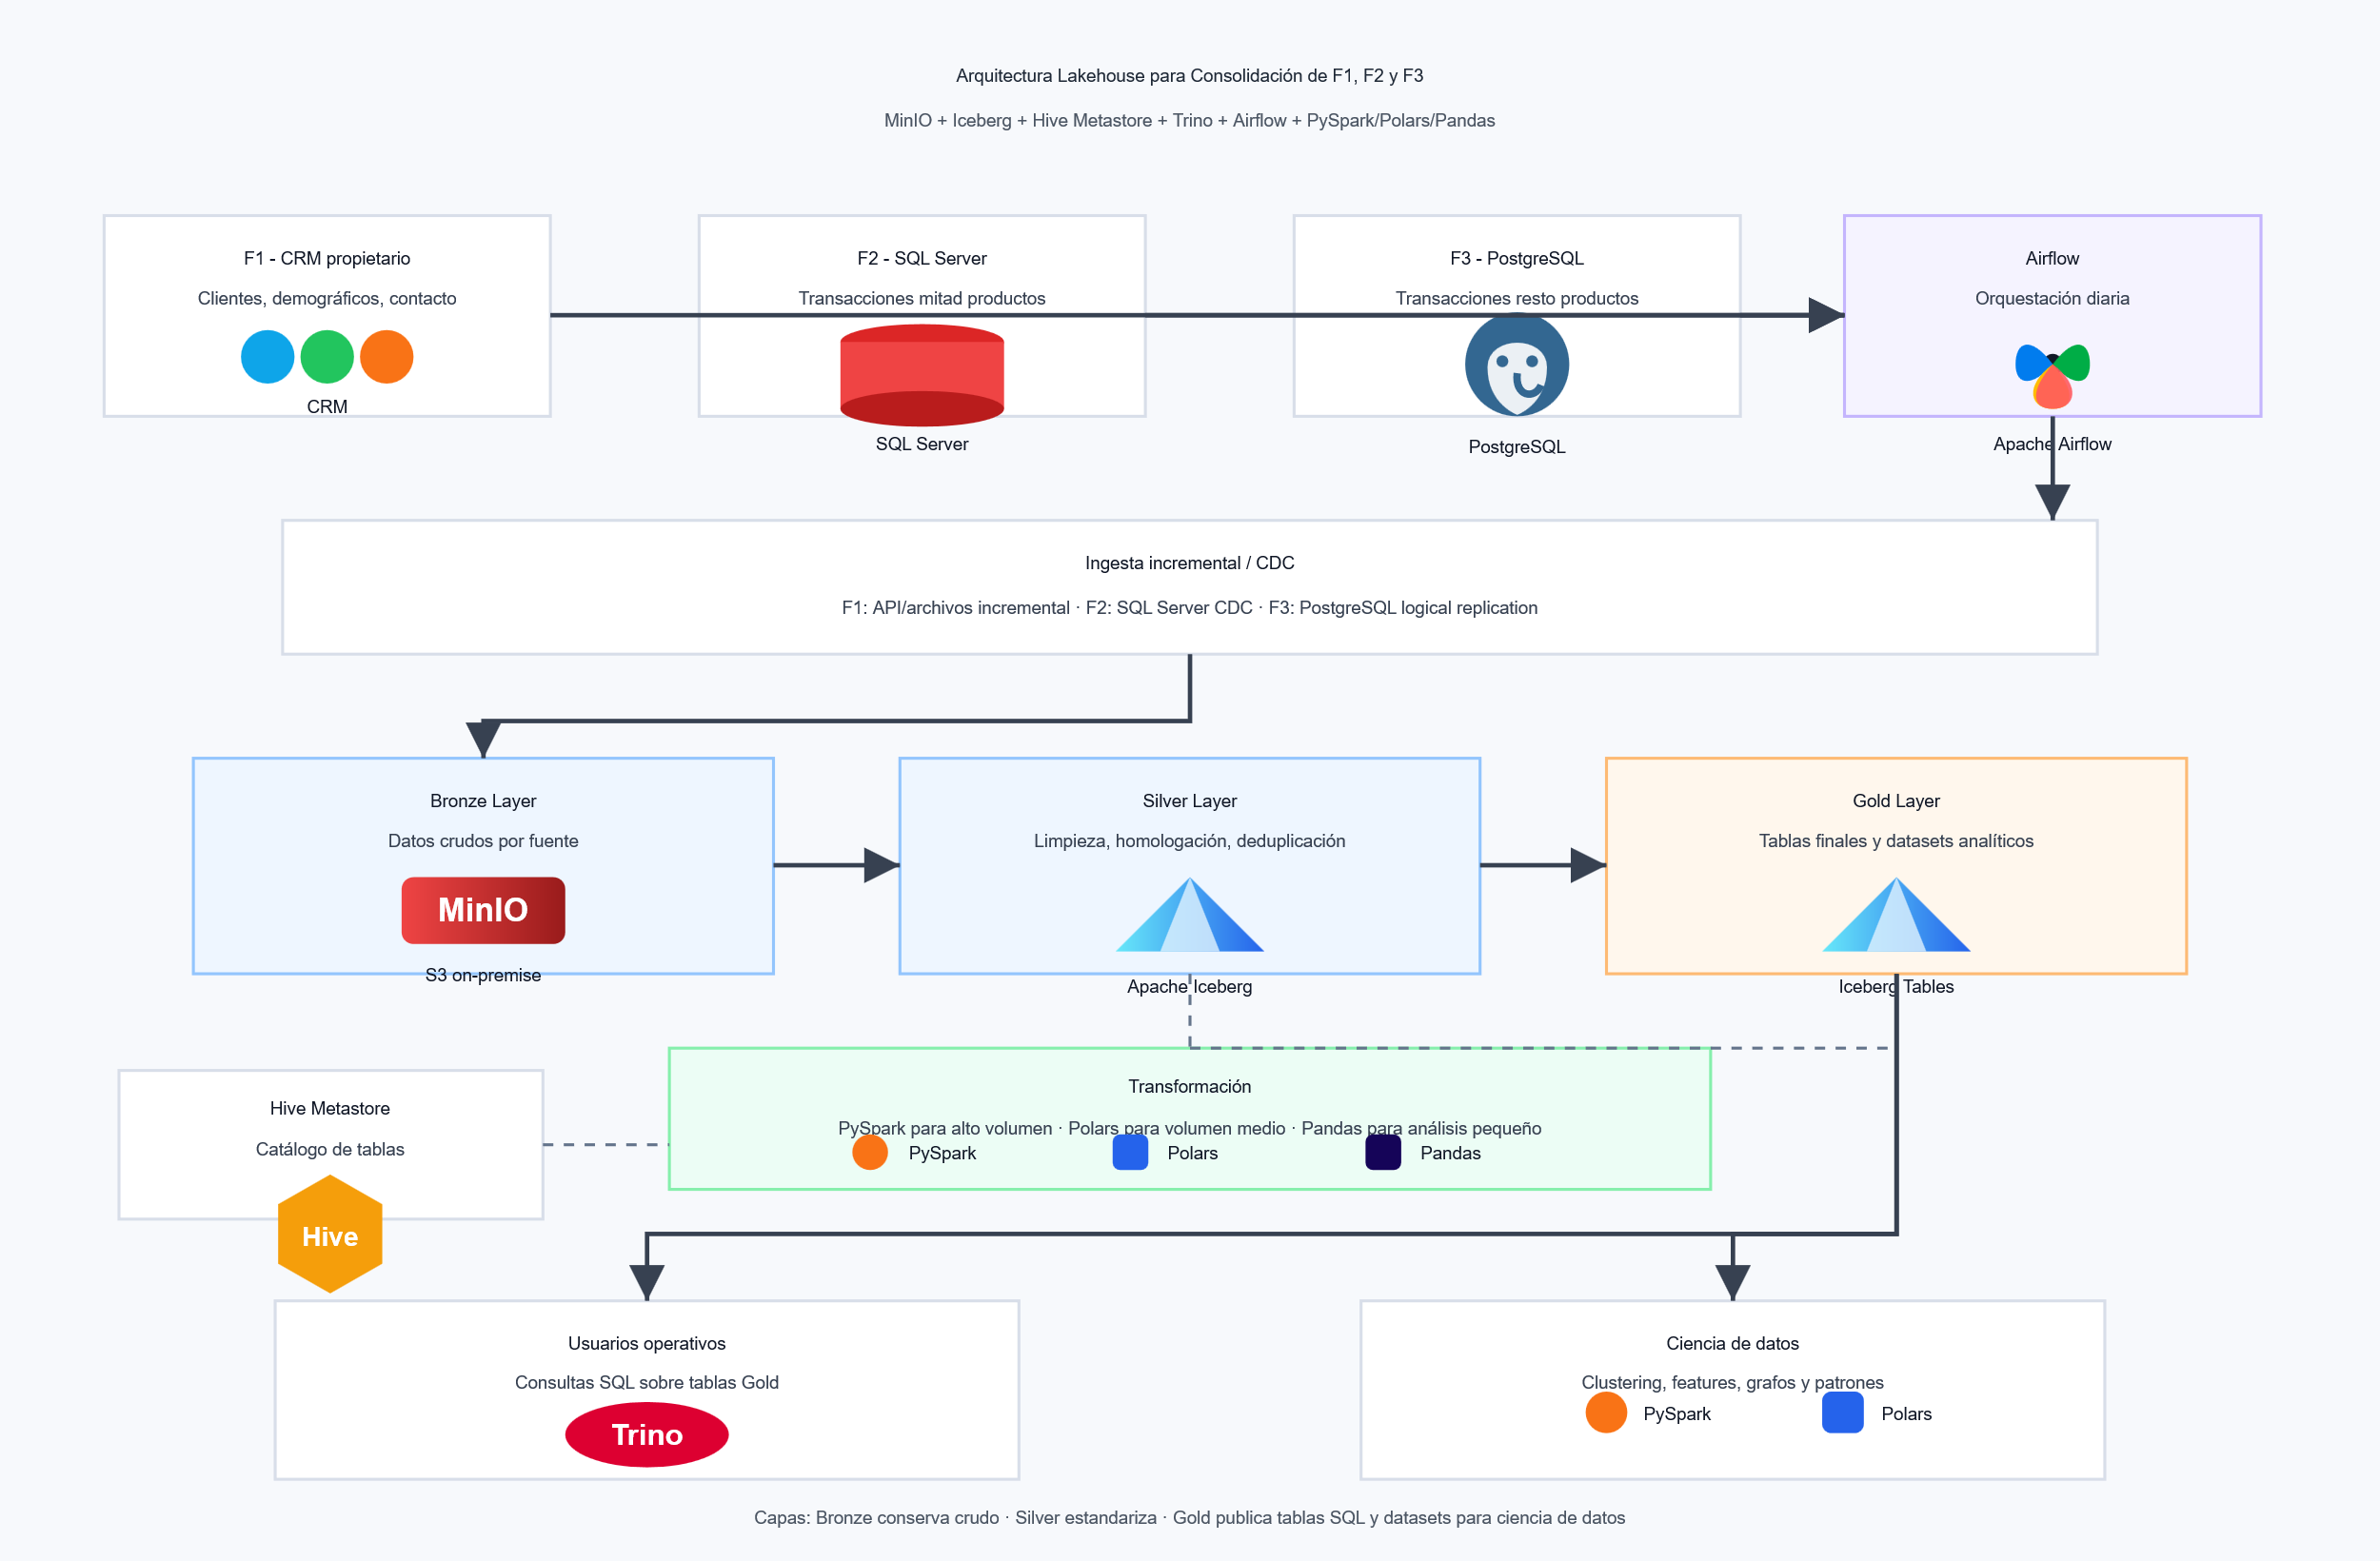 Arquitectura Lakehouse para Consolidación de F1, F2 y F3
MinIO + Iceberg + Hive Metastore + Trino + Airflow + PySpark/Polars/Pandas
F1 - CRM propietario
Clientes, demográficos, contacto
CRM
F2 - SQL Server
Transacciones mitad productos
SQL Server
F3 - PostgreSQL
Transacciones resto productos
PostgreSQL
Airflow
Orquestación diaria
Apache Airflow
Ingesta incremental / CDC
F1: API/archivos incremental · F2: SQL Server CDC · F3: PostgreSQL logical replication
Bronze Layer
Datos crudos por fuente
MinIO
S3 on-premise
Silver Layer
Limpieza, homologación, deduplicación
Apache Iceberg
Gold Layer
Tablas finales y datasets analíticos
Iceberg Tables
Hive Metastore
Catálogo de tablas
Hive
Transformación
PySpark para alto volumen · Polars para volumen medio · Pandas para análisis pequeño
PySpark
Polars
Pandas
Usuarios operativos
Consultas SQL sobre tablas Gold
Trino
Ciencia de datos
Clustering, features, grafos y patrones
PySpark
Polars
Capas: Bronze conserva crudo · Silver estandariza · Gold publica tablas SQL y datasets para ciencia de datos